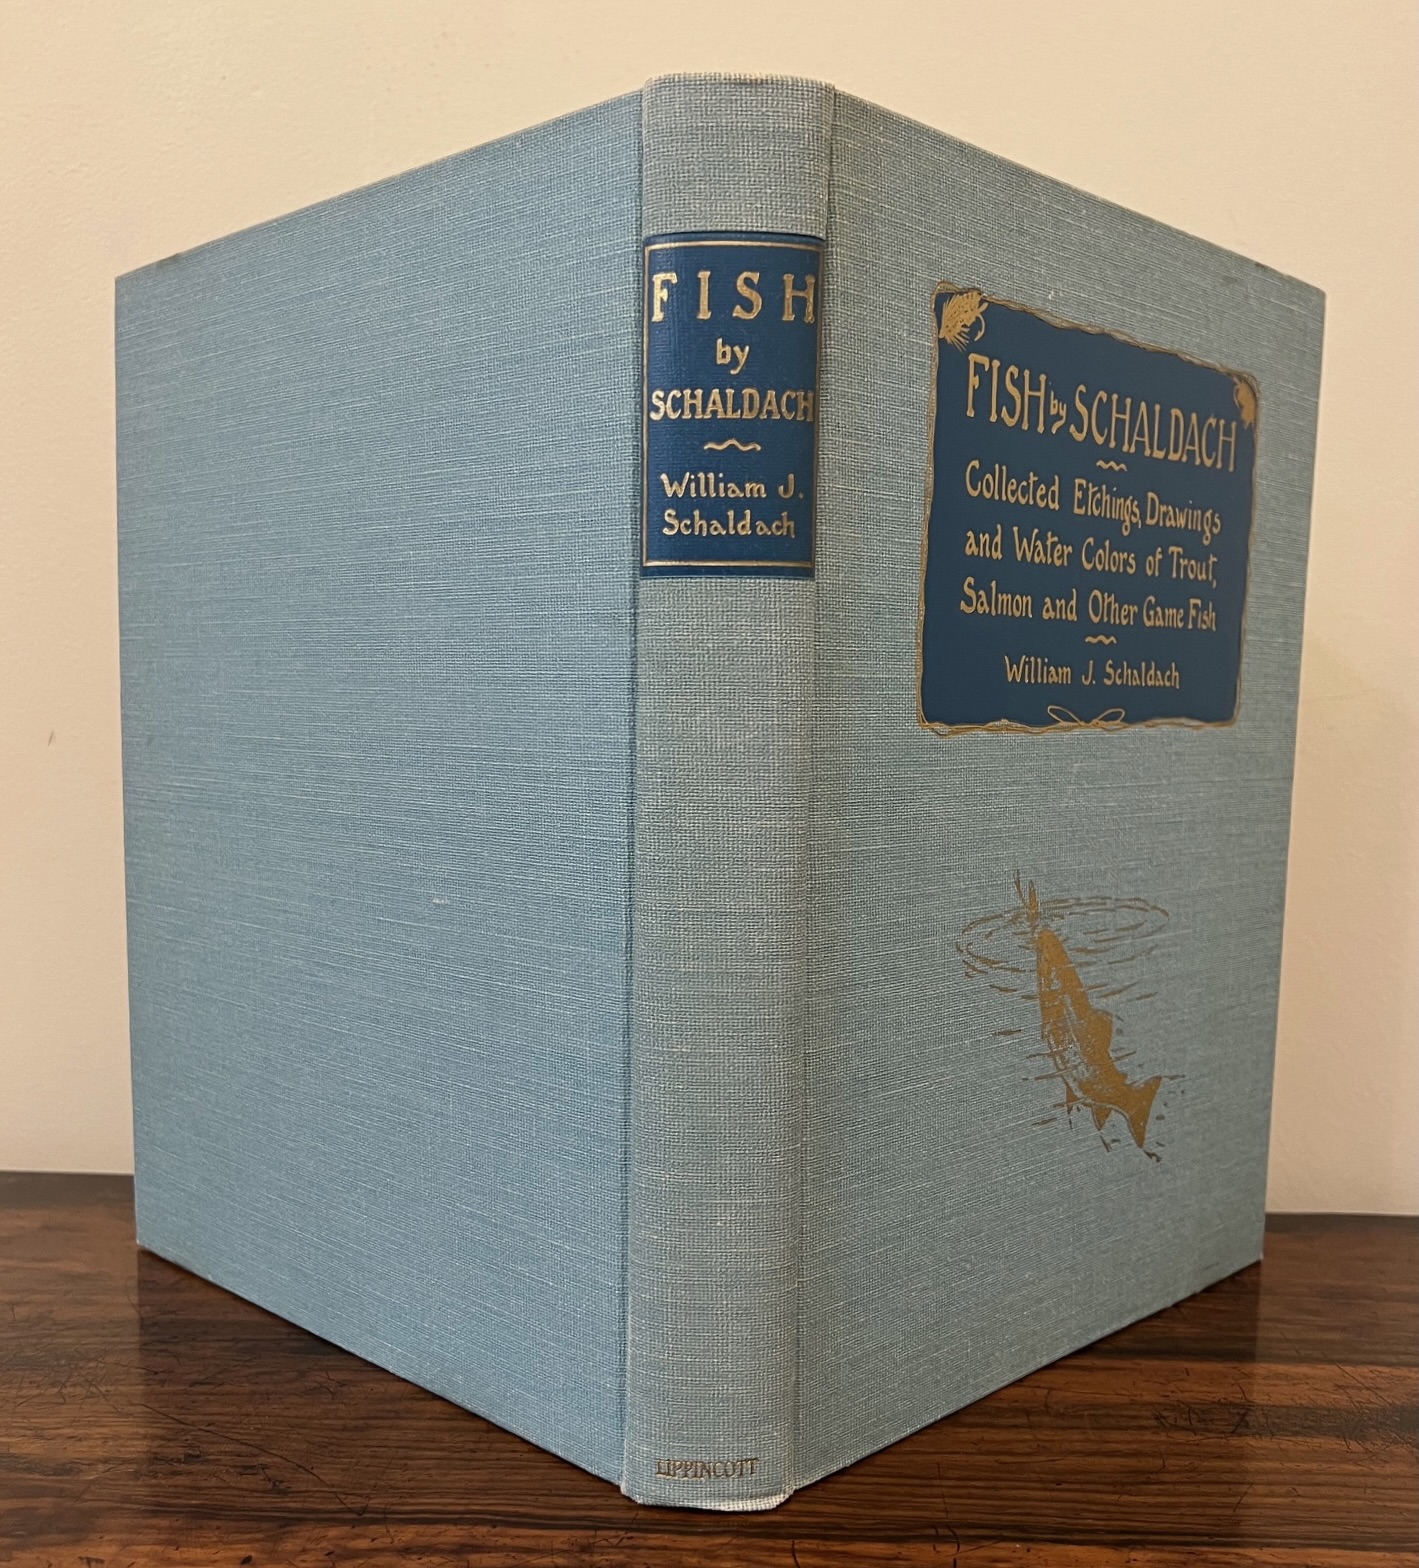 FISH
by
SCHALDACH
William J.
Schaldach
LIPPINCOTT
FISH by SCHALDACH
Collected Etchings, Drawings
and Water Colors of Trout,
Salmon and Other Game Fish
William J. Schaldach